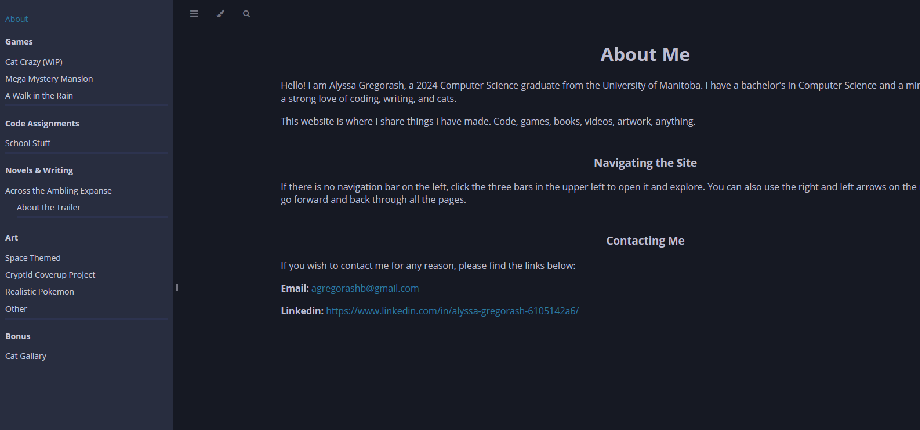 About
Games
Cat Crazy (WIP)
Mega Mystery Mansion
A Walk in the Rain
Code Assignments
School Stuff
Novels & Writing
Across the Ambling Expanse
About the Trailer
Art
Space Themed
Cryptid Coverup Project
Realistic Pokemon
Other
Bonus
Cat Gallary
About Me
Hello! I am Alyssa Gregorash, a 2024 Computer Science graduate from the University of Manitoba. I have a bachelor's in Computer Science and a
a strong love of coding, writing, and cats.
This website is where I share things I have made. Code, games, books, videos, artwork, anything.
Navigating the Site
If there is no navigation bar on the left, click the three bars in the upper left to open it and explore. You can also use the right and left arrows on the
go forward and back through all the pages.
Contacting Me
If you wish to contact me for any reason, please find the links below:
Email: agregorashb@gmail.com
Linkedin: https://www.linkedin.com/in/alyssa-gregorash-6105142a6/